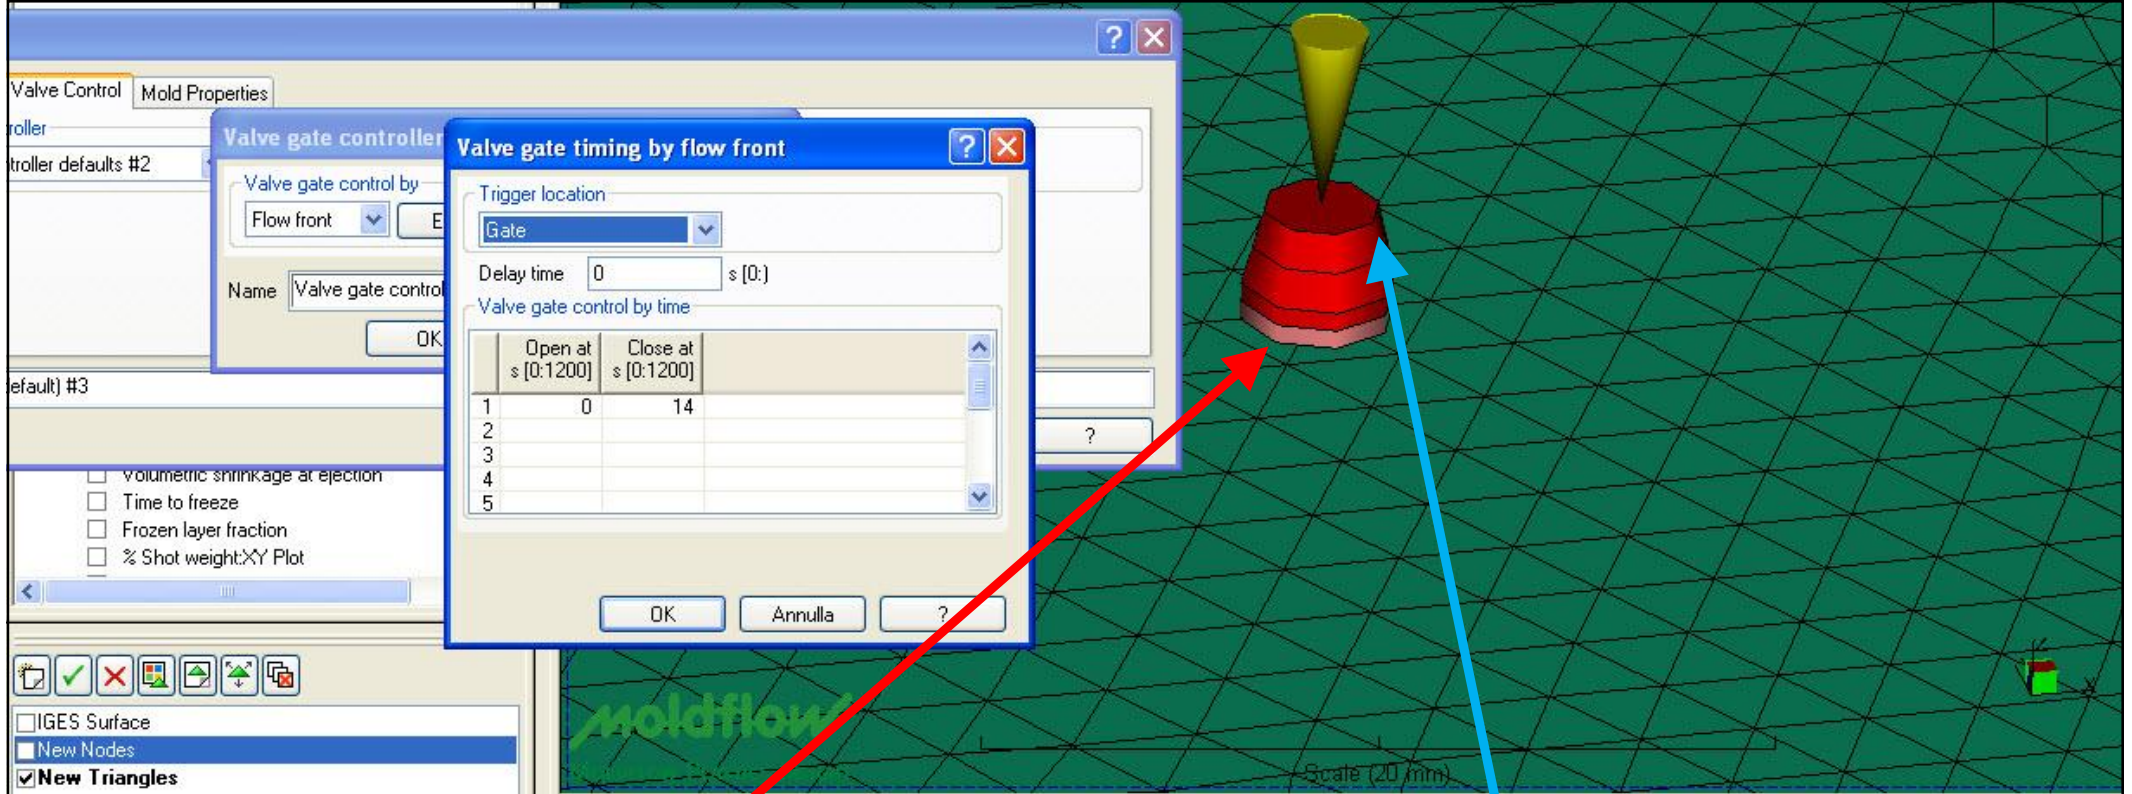 Valve Control Mold Properties
roller
troller defaults #2
Valve gate controller
Valve gate control by
Flow front E
Name Valve gate control
OK
Valve gate timing by flow front
Trigger location
Gate
Delay time 0 s [0:)
Valve gate control by time
Open at Close at
s [0:1200] s [0:1200]
1 0 14
2
3
4
5
OK Annulla ?
efault) #3
?
Volumetric shrinkage at ejection
Time to freeze
Frozen layer fraction
% Shot weight:XY Plot
IGES Surface
New Nodes
New Triangles
moldflow
Scale (20 mm)